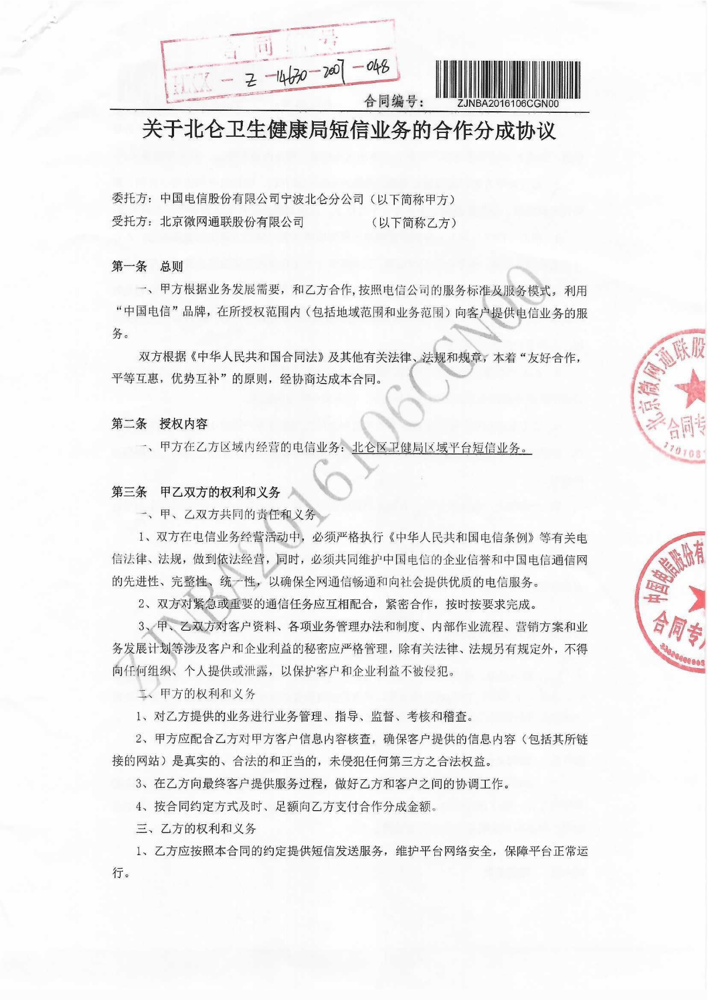 合同 号
HKX - Z-14630-2007-048
合同编号：
ZJNBA2016106CGN00
关于北仑卫生健康局短信业务的合作分成协议
委托方：中国电信股份有限公司宁波北仑分公司（以下简称甲方）
受托方：北京微网通联股份有限公司 （以下简称乙方）
第一条 总则
一、甲方根据业务发展需要，和乙方合作,按照电信公司的服务标准及服务模式。利用
“中国电信”品牌，在所授权范围内（包括地域范围和业务范围）向客户提供电信业务的服
务。
双方根据《中华人民共和国合同法》及其他有关法律、法规和规章，本着“友好合作，
平等互惠，优势互补”的原则，经协商达成本合同。
第二条 授权内容
一、甲方在乙方区域内经营的电信业务：北仑区卫健局区域平台短信业务。
第三条 甲乙双方的权利和义务
一、甲、乙双方共同的责任和义务
1、双方在电信业务经营活动中，必须严格执行《中华人民共和国电信条例》等有关电
信法律、法规，做到依法经营，同时，必须共同维护中国电信的企业信誉和中国电信通信网
的先进性、完整性、统一性，以确保全网通信畅通和向社会提供优质的电信服务。
2、双方对紧急或重要的通信任务应互相配合，紧密合作，按时按要求完成。
3、甲、乙双方对客户资料、各项业务管理办法和制度、内部作业流程、营销方案和业
务发展计划等涉及客户和企业利益的秘密应严格管理，除有关法律、法规另有规定外，不得
向任何组织、个人提供或泄露，以保护客户和企业利益不被侵犯。
二、甲方的权利和义务
1、对乙方提供的业务进行业务管理、指导、监督、考核和稽查。
2、甲方应配合乙方对甲方客户信息内容核查，确保客户提供的信息内容（包括其所链
接的网站）是真实的、合法的和正当的，未侵犯任何第三方之合法权益。
3、在乙方向最终客户提供服务过程，做好乙方和客户之间的协调工作。
4、按合同约定方式及时、足额向乙方支付合作分成金额。
三、乙方的权利和义务
1、乙方应按照本合同的约定提供短信发送服务，维护平台网络安全，保障平台正常运
行。
ZJNBA2016106CGN00
北京微网通联股
合同专
中国电信股份有
合同专